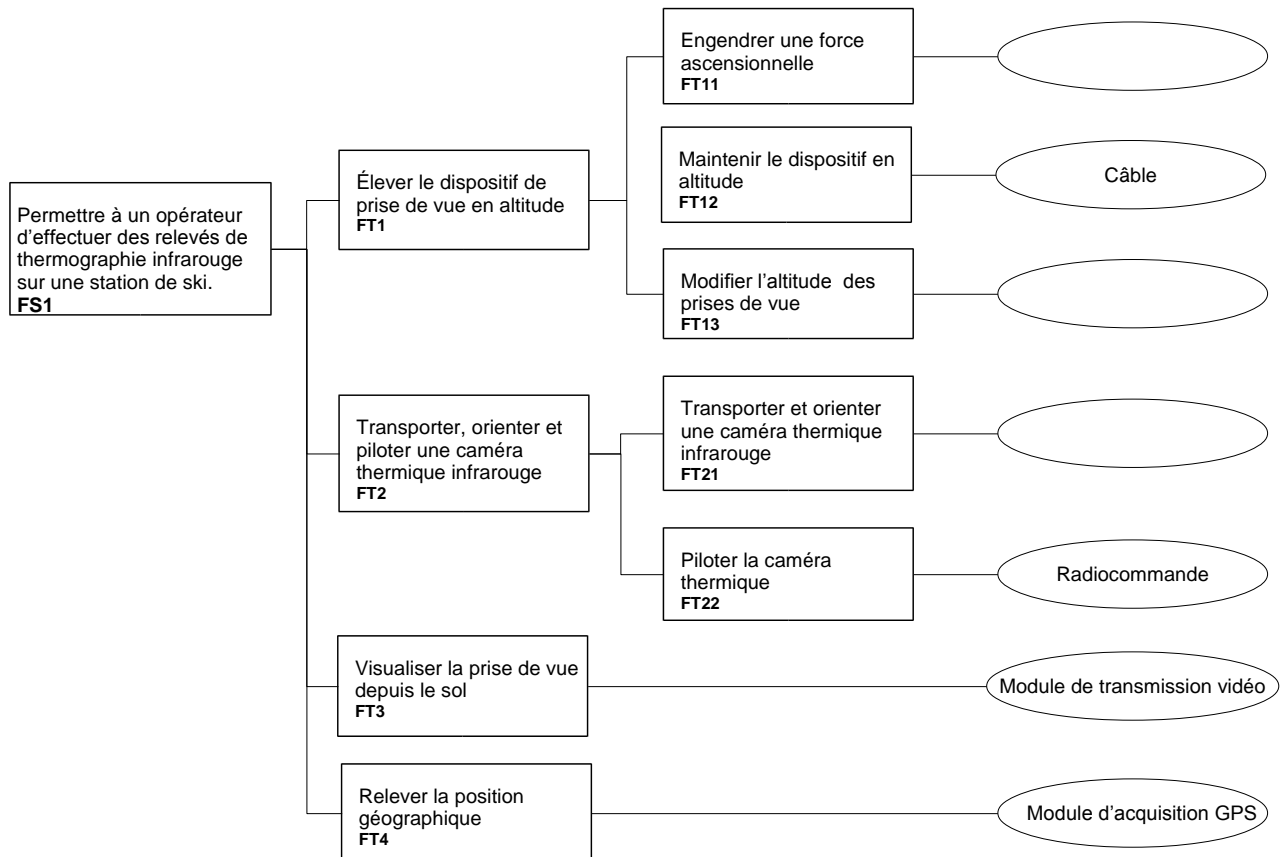 Permettre à un opérateur
d'effectuer des relevés de
thermographie infrarouge
sur une station de ski.
FS1
Élever le dispositif de
prise de vue en altitude
FT1
Engendrer une force
ascensionnelle
FT11
Maintenir le dispositif en
altitude
FT12
Câble
Modifier l'altitude des
prises de vue
FT13
Transporter, orienter et
piloter une caméra
thermique infrarouge
FT2
Transporter et orienter
une caméra thermique
infrarouge
FT21
Piloter la caméra
thermique
FT22
Radiocommande
Visualiser la prise de vue
depuis le sol
FT3
Module de transmission vidéo
Relever la position
géographique
FT4
Module d'acquisition GPS